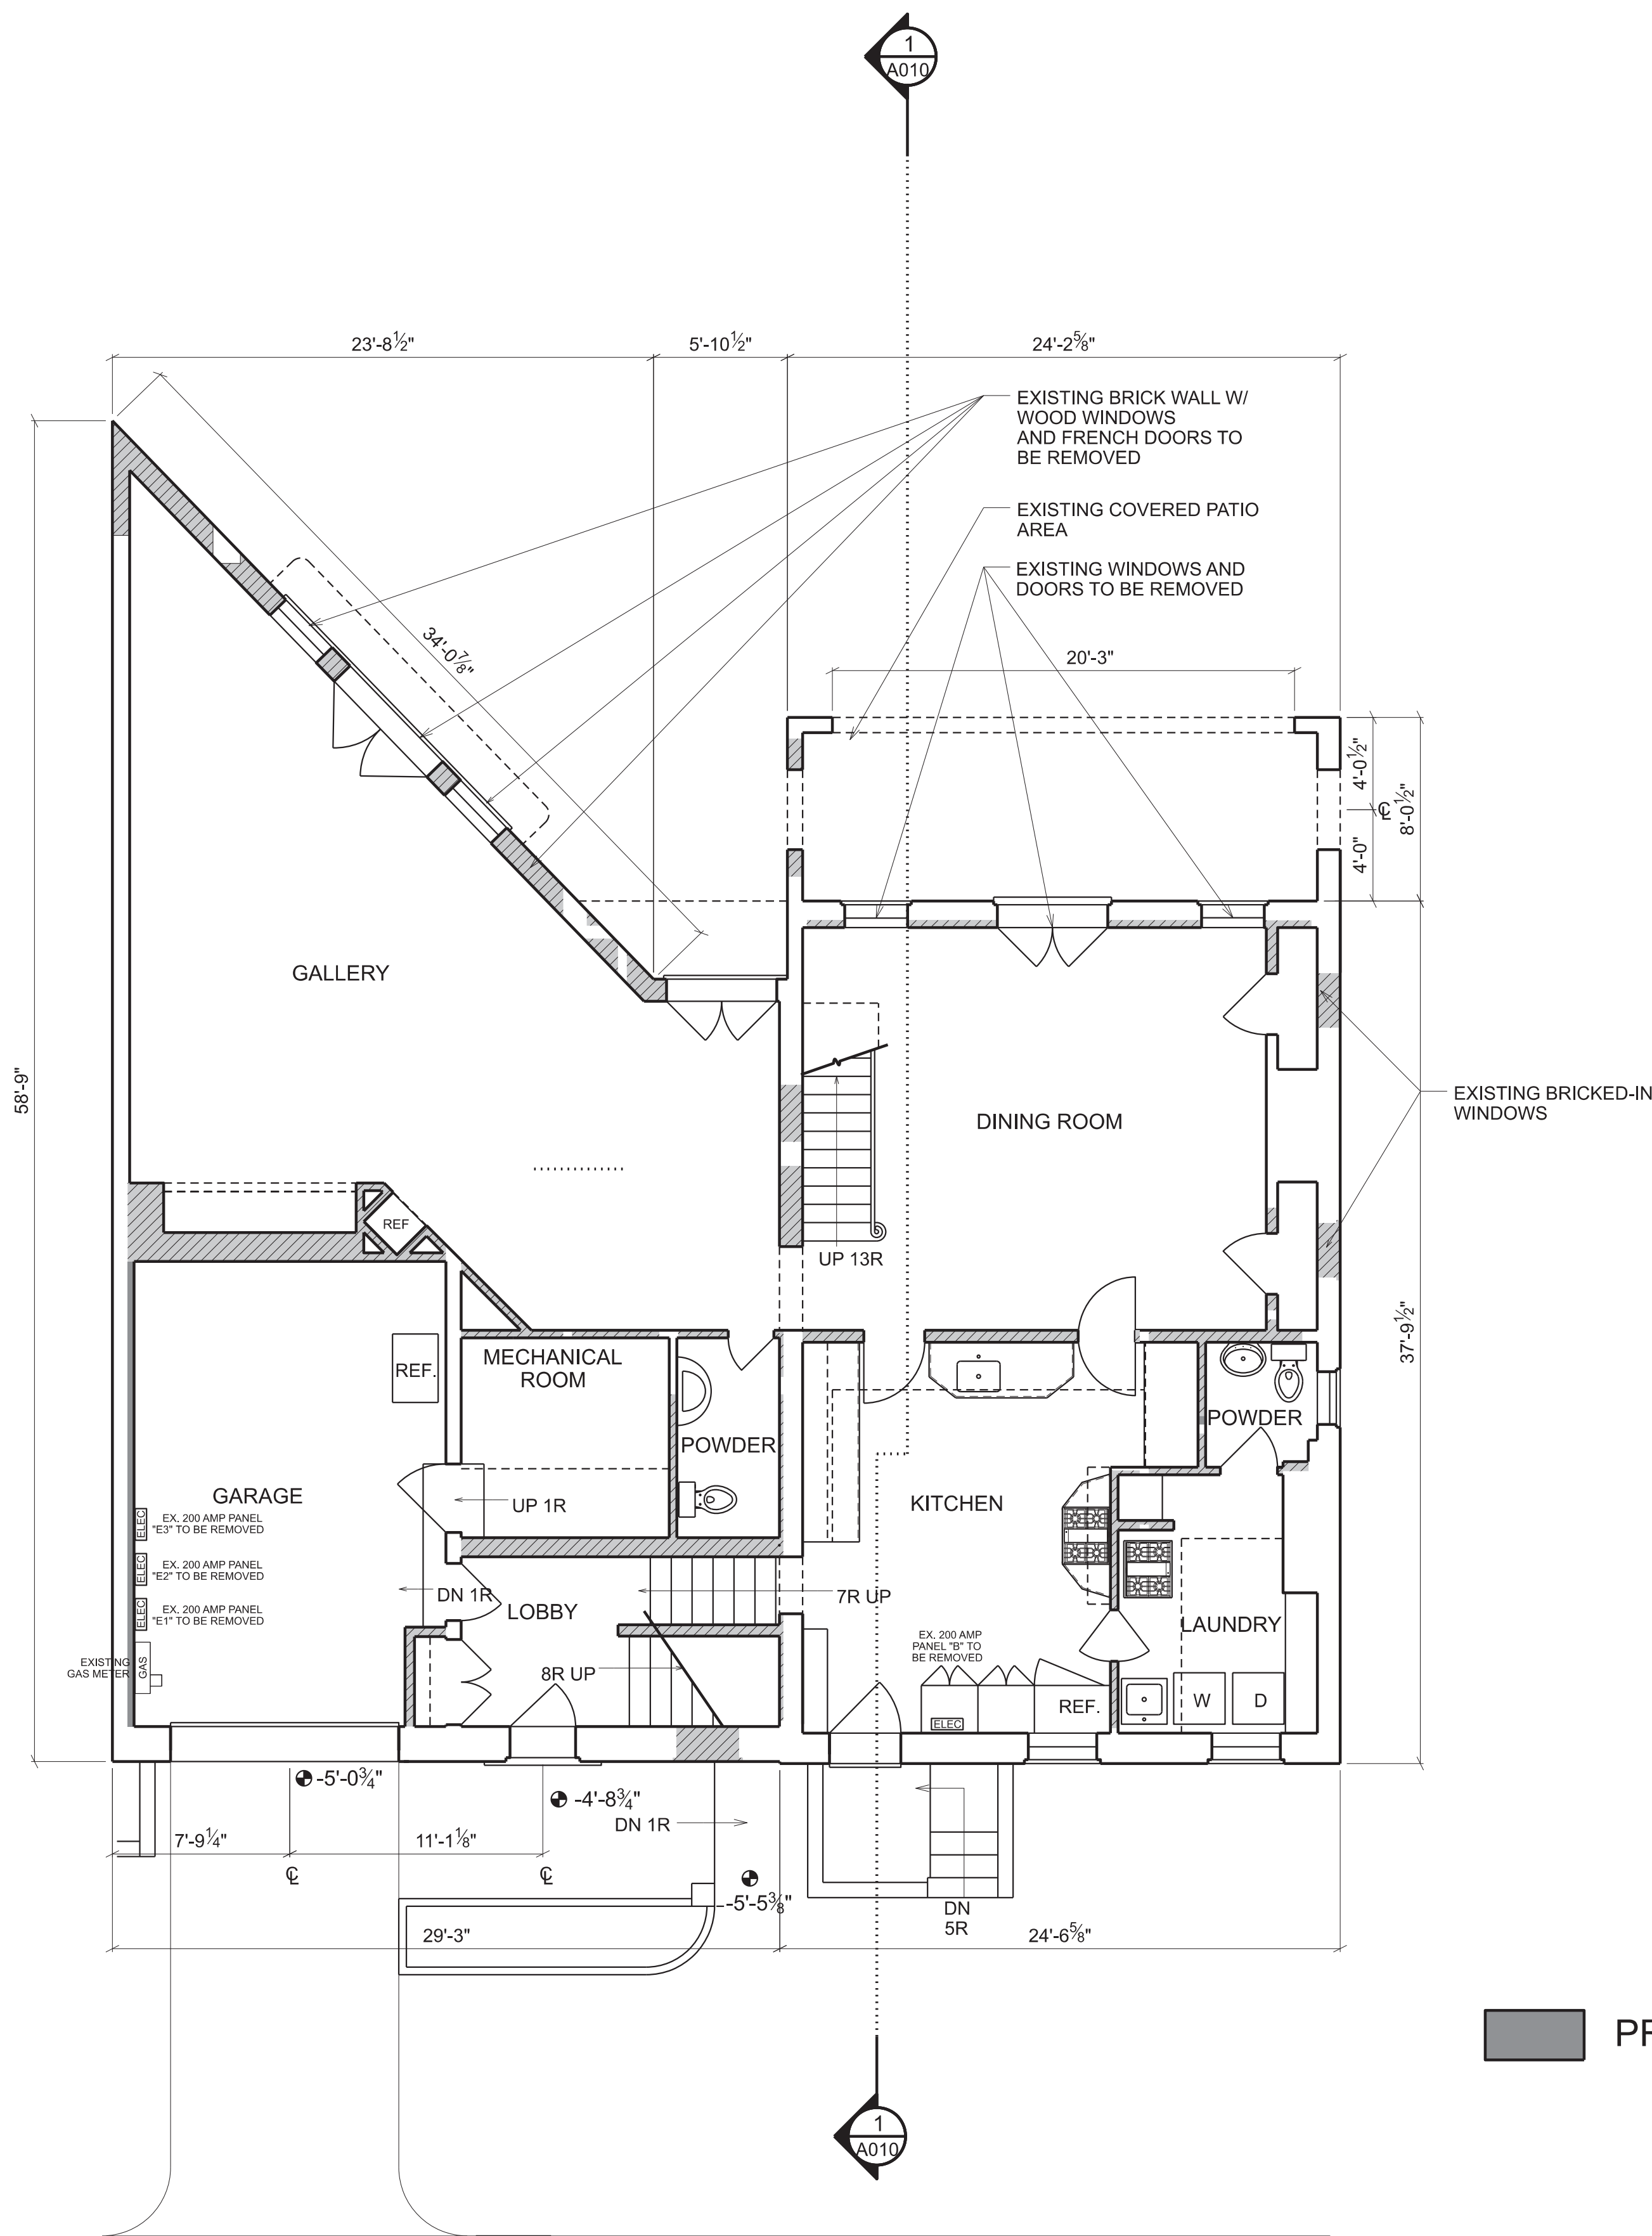 1
A010
23'-8½"
5'-10½"
24'-2⅝"
EXISTING BRICK WALL W/
WOOD WINDOWS
AND FRENCH DOORS TO
BE REMOVED
EXISTING COVERED PATIO
AREA
EXISTING WINDOWS AND
DOORS TO BE REMOVED
34'-0⅞"
20'-3"
4'-0½"
8'-0½"
℄
4'-0"
GALLERY
58'-9"
DINING ROOM
EXISTING BRICKED-IN
WINDOWS
REF
UP 13R
37'-9½"
REF.
MECHANICAL
ROOM
POWDER
POWDER
GARAGE
UP 1R
KITCHEN
ELEC
EX. 200 AMP PANEL
"E3" TO BE REMOVED
ELEC
EX. 200 AMP PANEL
"E2" TO BE REMOVED
ELEC
EX. 200 AMP PANEL
"E1" TO BE REMOVED
DN 1R
LOBBY
7R UP
LAUNDRY
EX. 200 AMP
PANEL "B" TO
BE REMOVED
EXISTING
GAS METER
GAS
8R UP
REF.
W
D
ELEC
-5'-0¾"
-4'-8¾"
DN 1R
7'-9¼"
11'-1⅛"
℄
℄
-5'-5⅜"
DN
5R
29'-3"
24'-6⅝"
1
A010